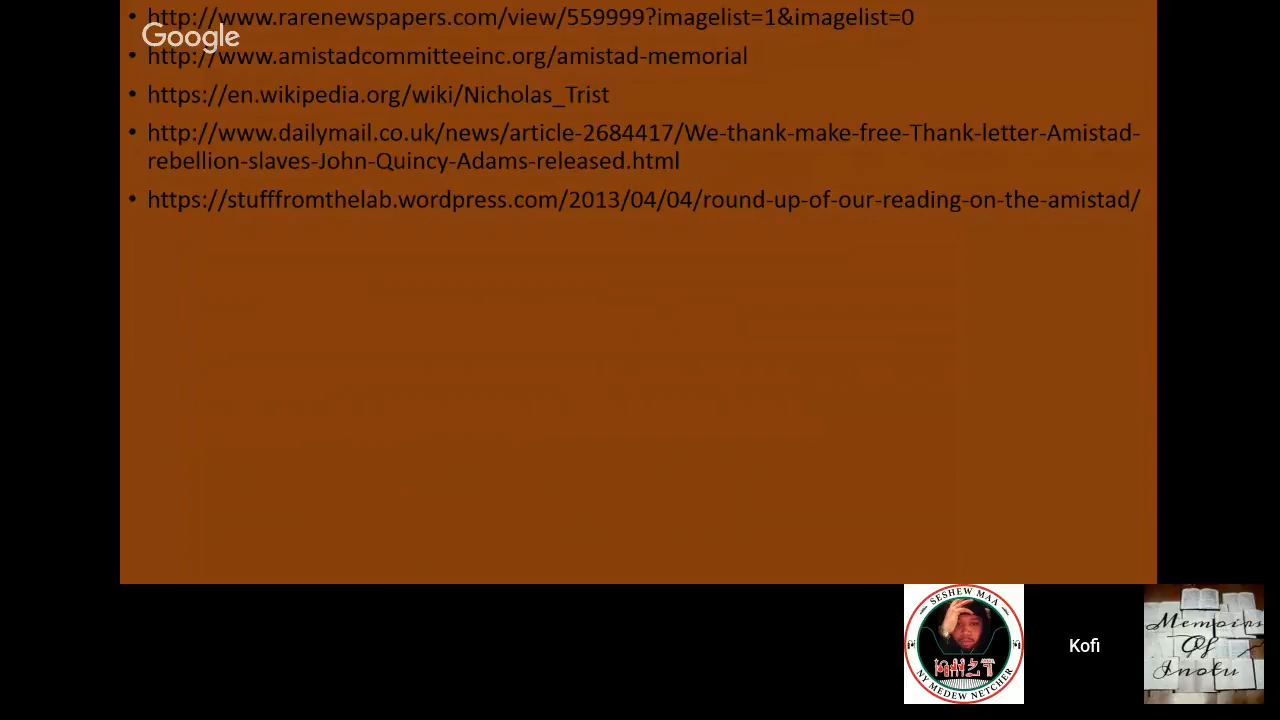 • http://www.rarenewspapers.com/view/559999?imagelist=1&imagelist=0
Google
• http://www.amistadcommitteeinc.org/amistad-memorial
• https://en.wikipedia.org/wiki/Nicholas_Trist
• http://www.dailymail.co.uk/news/article-2684417/We-thank-make-free-Thank-letter-Amistad-
rebellion-slaves-John-Quincy-Adams-released.html
• https://stufffromthelab.wordpress.com/2013/04/04/round-up-of-our-reading-on-the-amistad/
SESHEW MAA
NY MEDEW NETCHER
Kofi
Memoirs
Of